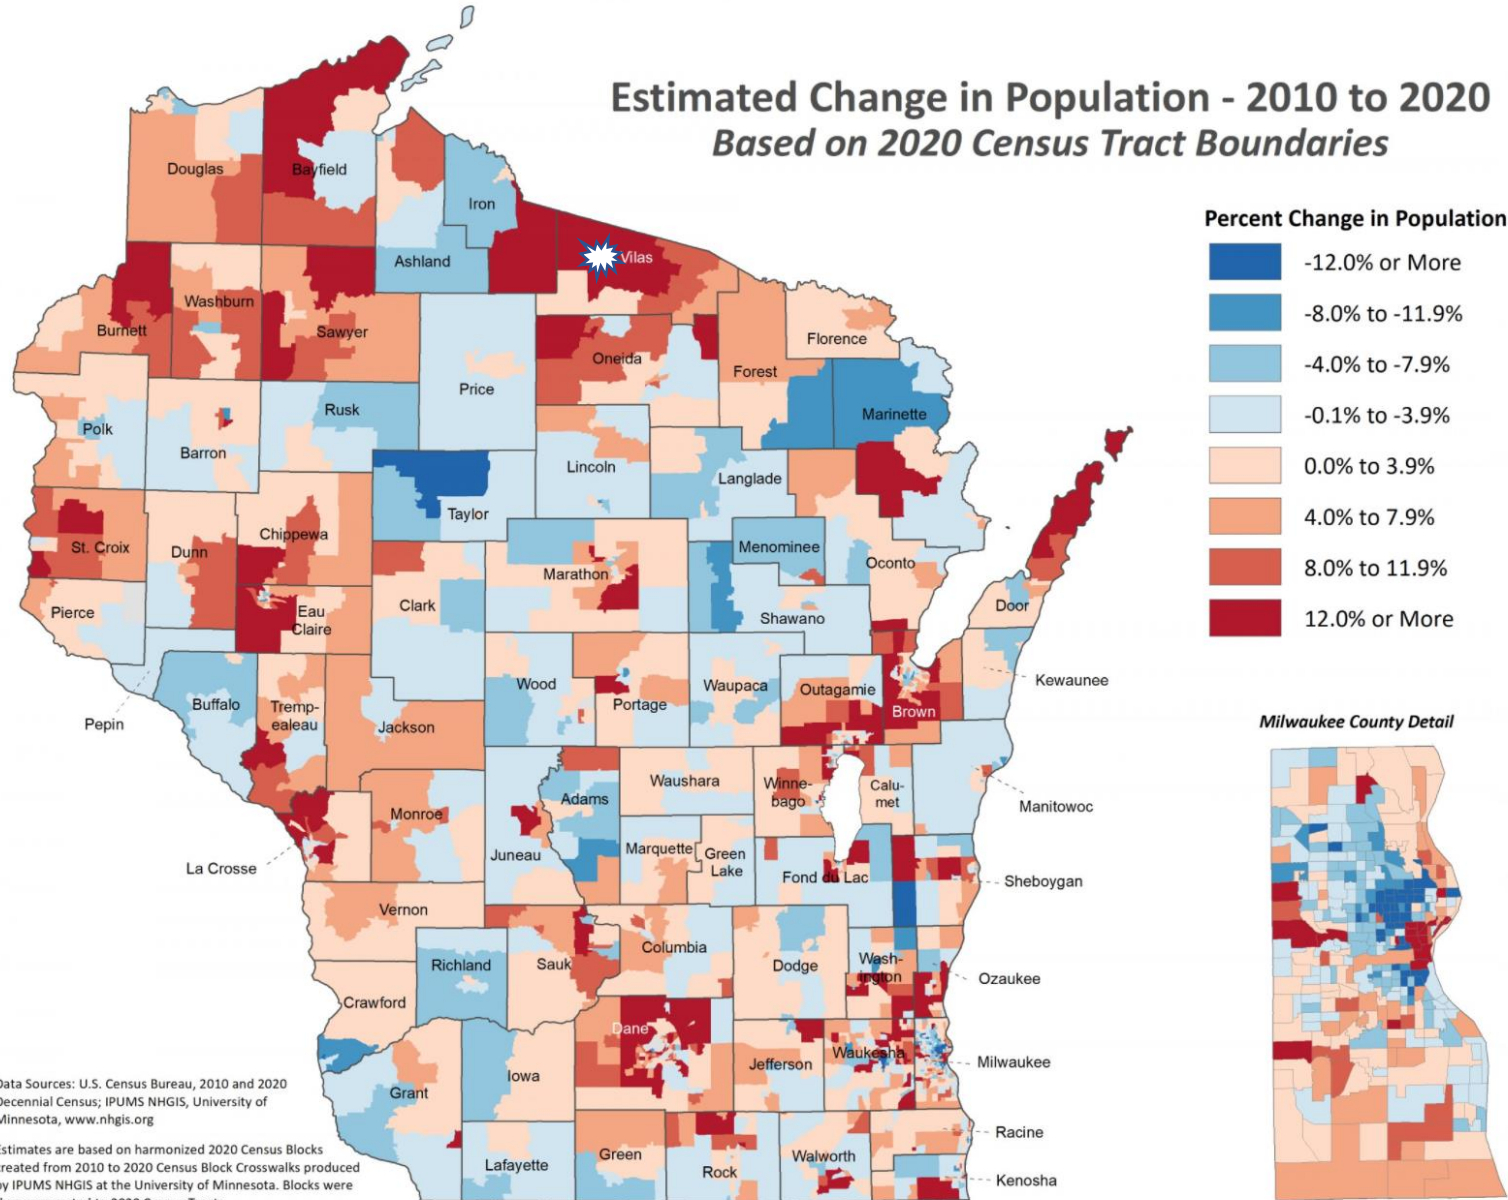 Estimated Change in Population - 2010 to 2020
Based on 2020 Census Tract Boundaries
Percent Change in Population
-12.0% or More
-8.0% to -11.9%
-4.0% to -7.9%
-0.1% to -3.9%
0.0% to 3.9%
4.0% to 7.9%
8.0% to 11.9%
12.0% or More
Douglas
Bayfield
Iron
Ashland
Vilas
Washburn
Burnett
Sawyer
Oneida
Florence
Forest
Price
Rusk
Marinette
Polk
Barron
Lincoln
Langlade
Taylor
Chippewa
St. Croix
Dunn
Menominee
Marathon
Oconto
Clark
Door
Pierce
Eau
Claire
Shawano
Kewaunee
Wood
Waupaca
Outagamie
Buffalo
Portage
Tremp-
ealeau
Brown
Pepin
Jackson
Milwaukee County Detail
Waushara
Winne-
bago
Calu-
met
Adams
Manitowoc
Monroe
Marquette
Green
Lake
Juneau
La Crosse
Fond du Lac
Sheboygan
Vernon
Columbia
Richland
Sauk
Dodge
Wash-
ington
Ozaukee
Crawford
Dane
Waukesha
Milwaukee
Jefferson
Iowa
Grant
Data Sources: U.S. Census Bureau, 2010 and 2020
Decennial Census; IPUMS NHGIS, University of
Minnesota, www.nhgis.org
Racine
Green
Walworth
Lafayette
Rock
Kenosha
Estimates are based on harmonized 2020 Census Blocks
created from 2010 to 2020 Census Block Crosswalks produced
by IPUMS NHGIS at the University of Minnesota. Blocks were